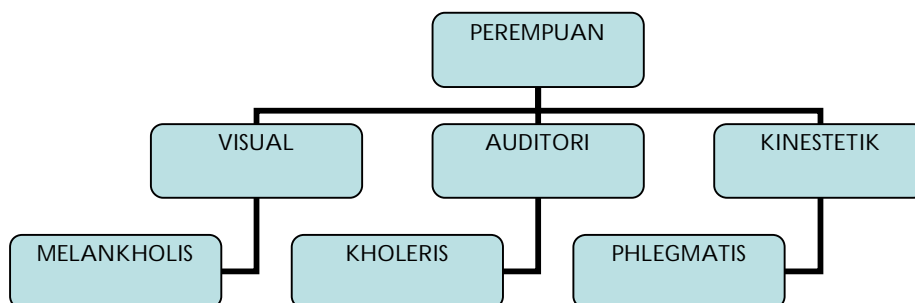 PEREMPUAN
VISUAL
AUDITORI
KINESTETIK
MELANKHOLIS
KHOLERIS
PHLEGMATIS